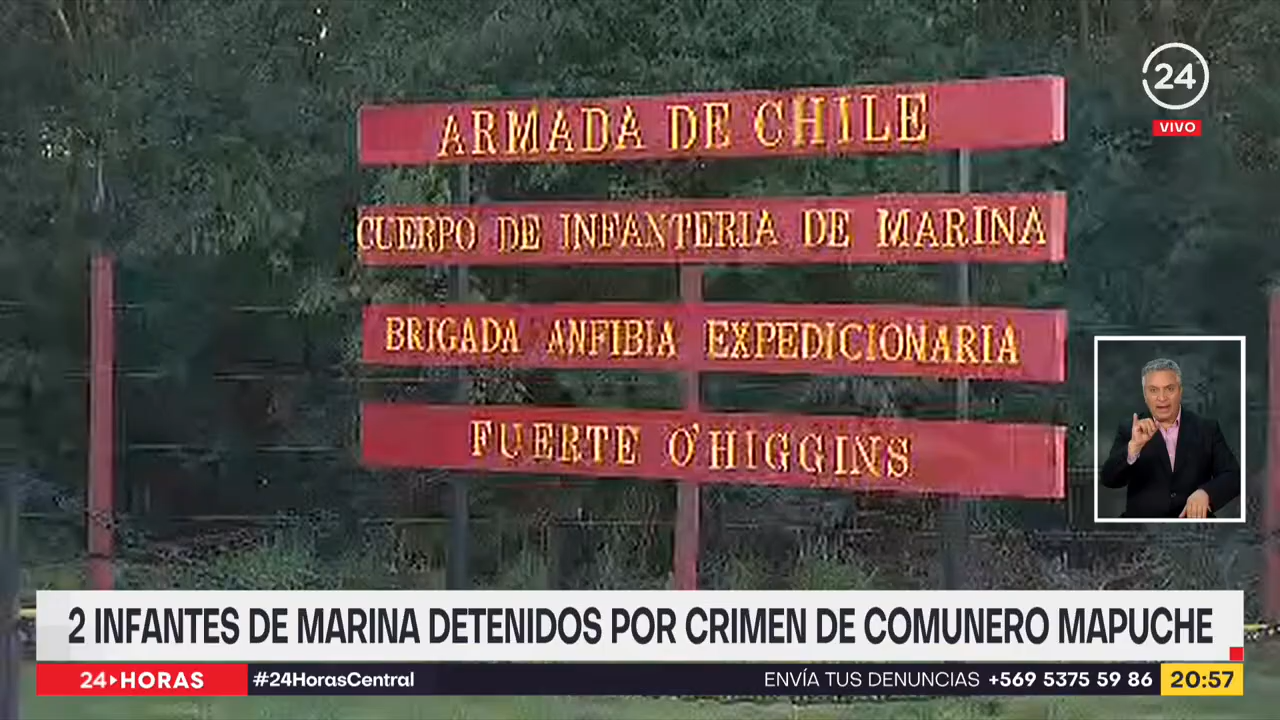 24
VIVO
ARMADA DE CHILE
CUERPO DE INFANTERIA DE MARINA
BRIGADA ANFIBIA EXPEDICIONARIA
FUERTE O'HIGGINS
2 INFANTES DE MARINA DETENIDOS POR CRIMEN DE COMUNERO MAPUCHE
24 HORAS #24HorasCentral ENVÍA TUS DENUNCIAS +569 5375 59 86 20:57